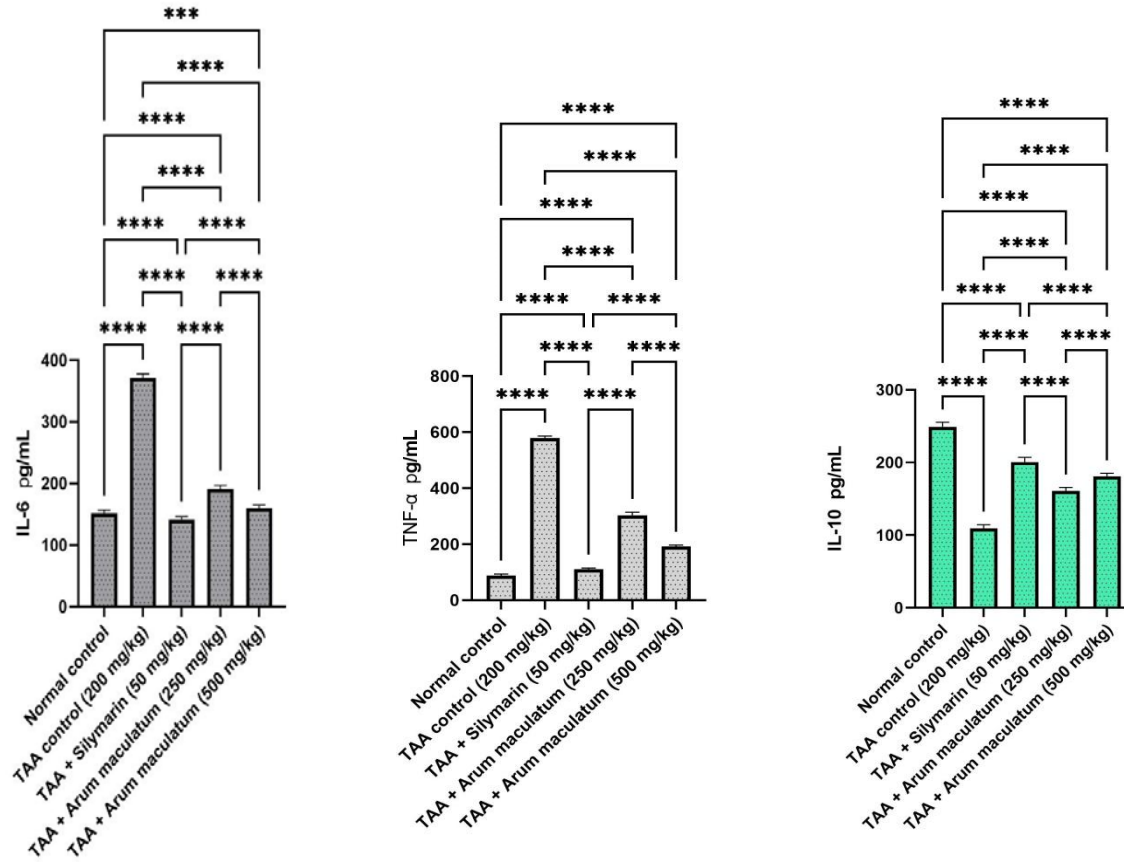 ***
****
****
****
**** ****
**** ****
**** ****
400
300
200
100
0
IL-6 pg/mL
Normal control
TAA control (200 mg/kg)
TAA + Silymarin (50 mg/kg)
TAA + Arum maculatum (250 mg/kg)
TAA + Arum maculatum (500 mg/kg)
****
****
****
****
**** ****
**** ****
**** ****
800
600
400
200
0
TNF-α pg/mL
Normal control
TAA control (200 mg/kg)
TAA + Silymarin (50 mg/kg)
TAA + Arum maculatum (250 mg/kg)
TAA + Arum maculatum (500 mg/kg)
****
****
****
****
**** ****
**** ****
**** ****
300
200
100
0
IL-10 pg/mL
Normal control
TAA control (200 mg/kg)
TAA + Silymarin (50 mg/kg)
TAA + Arum maculatum (250 mg/kg)
TAA + Arum maculatum (500 mg/kg)